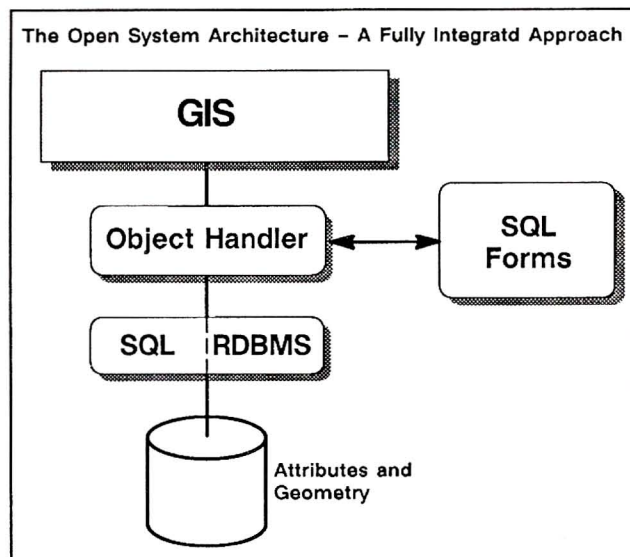 The Open System Architecture – A Fully Integratd Approach
GIS
Object Handler
SQL
Forms
SQL RDBMS
Attributes and
Geometry